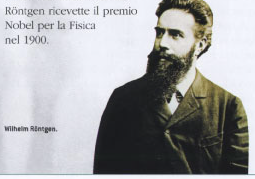 Röntgen ricevette il premio
Nobel per la Fisica
nel 1900.
Wilhelm Röntgen.